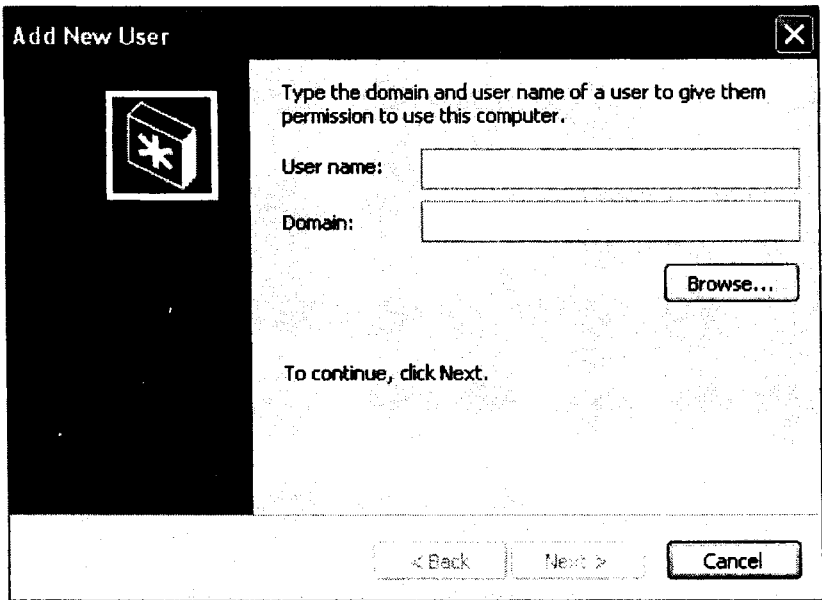 Add New User
Type the domain and user name of a user to give them
permission to use this computer.
User name:
Domain:
Browse...
To continue, click Next.
< Back
Next >
Cancel